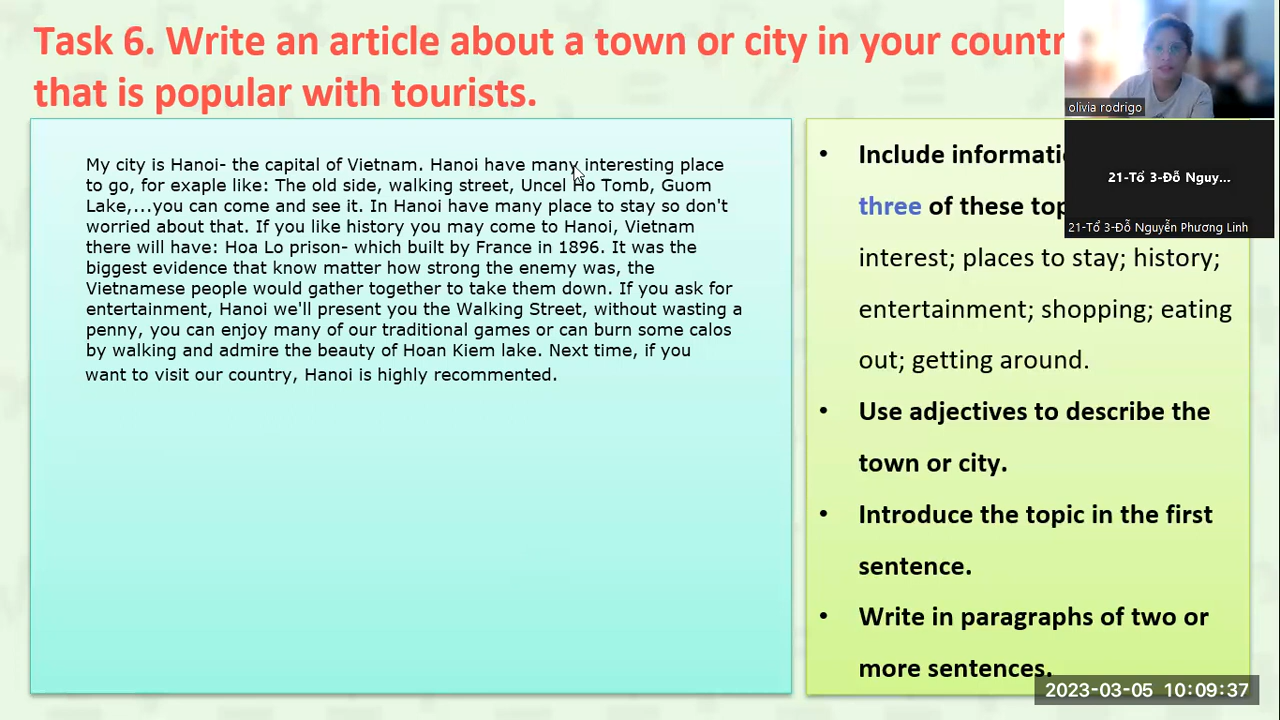 Task 6. Write an article about a town or city in your countr
that is popular with tourists.
My city is Hanoi- the capital of Vietnam. Hanoi have many interesting place
to go, for exaple like: The old side, walking street, Uncel Ho Tomb, Guom
Lake,...you can come and see it. In Hanoi have many place to stay so don't
worried about that. If you like history you may come to Hanoi, Vietnam
there will have: Hoa Lo prison- which built by France in 1896. It was the
biggest evidence that know matter how strong the enemy was, the
Vietnamese people would gather together to take them down. If you ask for
entertainment, Hanoi we'll present you the Walking Street, without wasting a
penny, you can enjoy many of our traditional games or can burn some calos
by walking and admire the beauty of Hoan Kiem lake. Next time, if you
want to visit our country, Hanoi is highly recommented.
• Include informati
three of these top
interest; places to stay; history;
entertainment; shopping; eating
out; getting around.
• Use adjectives to describe the
town or city.
• Introduce the topic in the first
sentence.
• Write in paragraphs of two or
more sentences.
olivia rodrigo
21-Tổ 3-Đỗ Nguy...
21-Tổ 3-Đỗ Nguyễn Phương Linh
2023-03-05 10:09:37